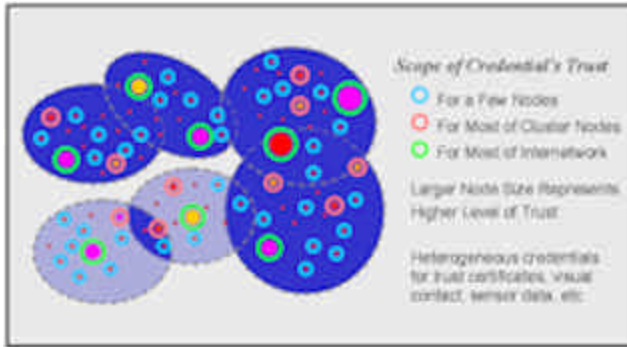 Scope of Credential's Trust
For a Few Nodes
For Most of Cluster Nodes
For Most of Internetwork
Larger Node Size Represents
Higher Level of Trust
Heterogeneous credentials
for trust certificates, visual
contact, sensor data, etc